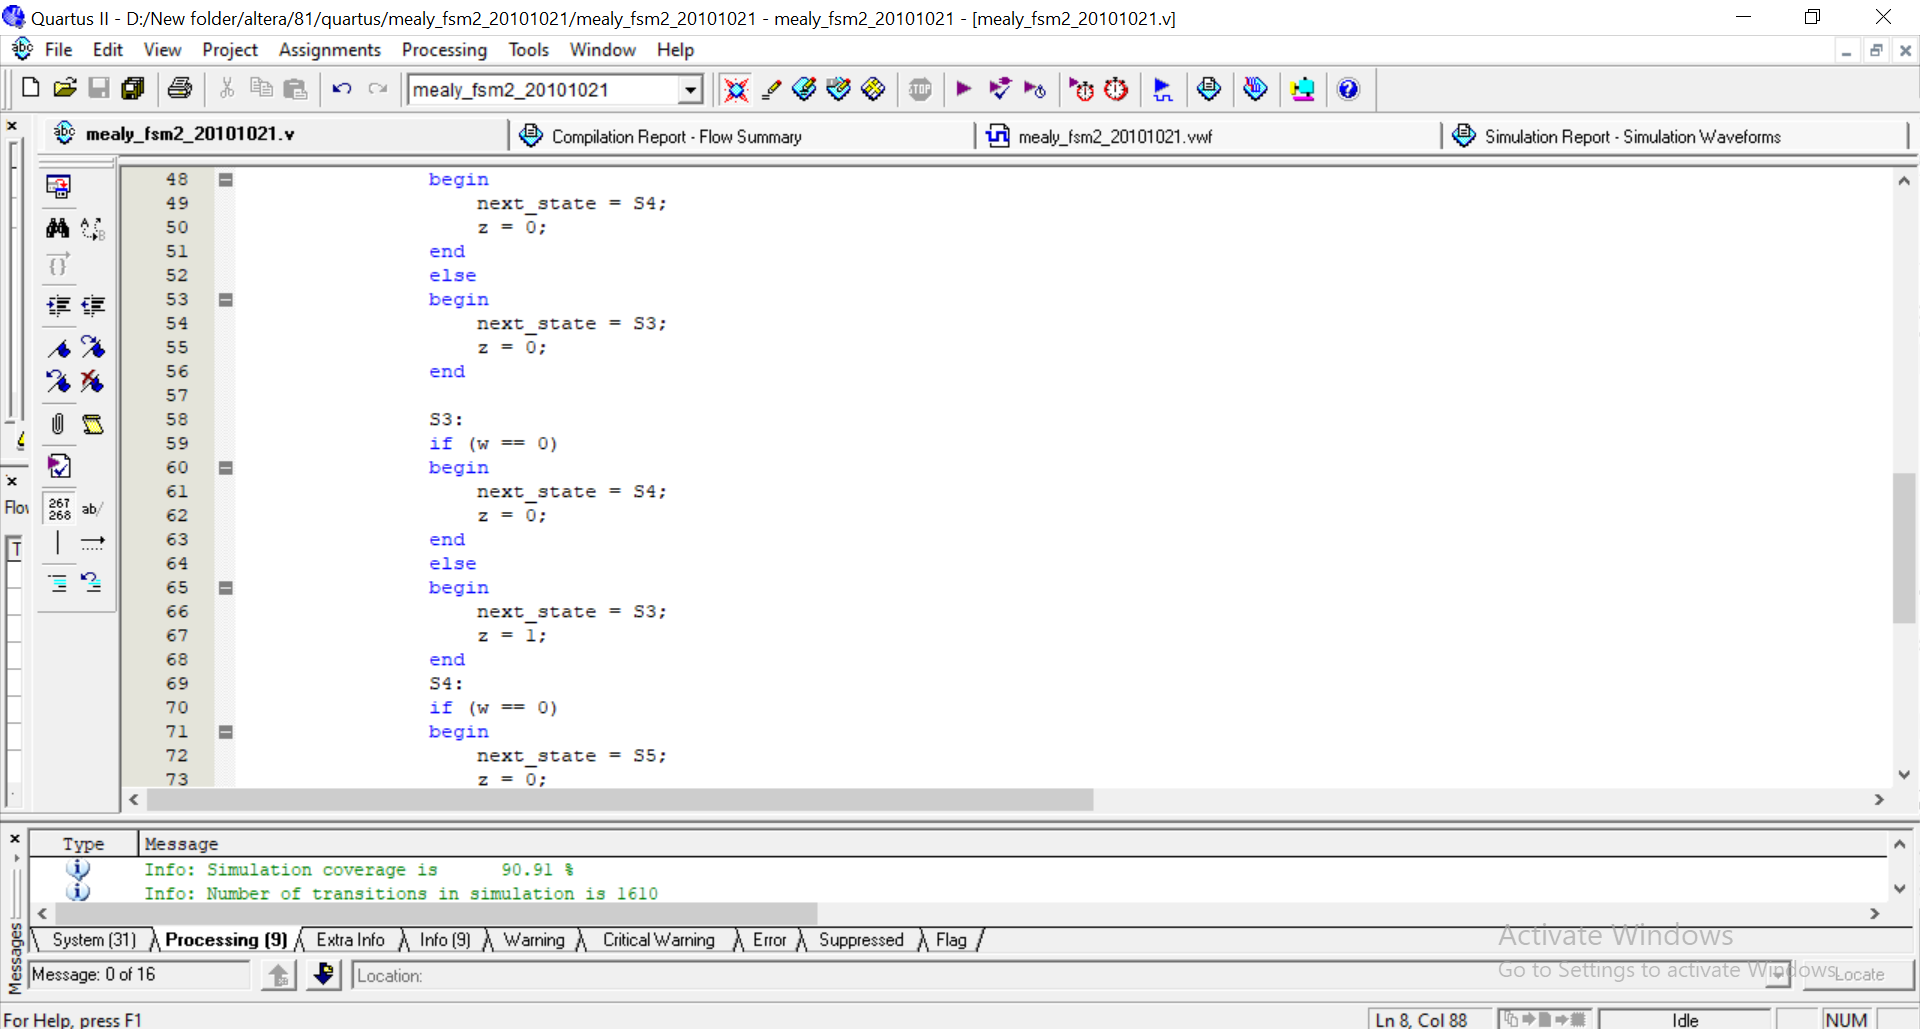 Quartus II - D:/New folder/altera/81/quartus/mealy_fsm2_20101021/mealy_fsm2_20101021 - mealy_fsm2_20101021 - [mealy_fsm2_20101021.v]
File Edit View Project Assignments Processing Tools Window Help
mealy_fsm2_20101021
mealy_fsm2_20101021.v
Compilation Report - Flow Summary
mealy_fsm2_20101021.vwf
Simulation Report - Simulation Waveforms
48 begin
49 next_state = S4;
50 z = 0;
51 end
52 else
53 begin
54 next_state = S3;
55 z = 0;
56 end
57
58 S3:
59 if (w == 0)
60 begin
61 next_state = S4;
62 z = 0;
63 end
64 else
65 begin
66 next_state = S3;
67 z = 1;
68 end
69 S4:
70 if (w == 0)
71 begin
72 next_state = S5;
73 z = 0;
267
268 ab/
Type Message
Info: Simulation coverage is 90.91 %
Info: Number of transitions in simulation is 1610
System (31) Processing (9) Extra Info Info (9) Warning Critical Warning Error Suppressed Flag
Messages
Message: 0 of 16
Location:
Locate
Activate Windows
Go to Settings to activate Windows.
For Help, press F1
Ln 8, Col 88
Idle
NUM